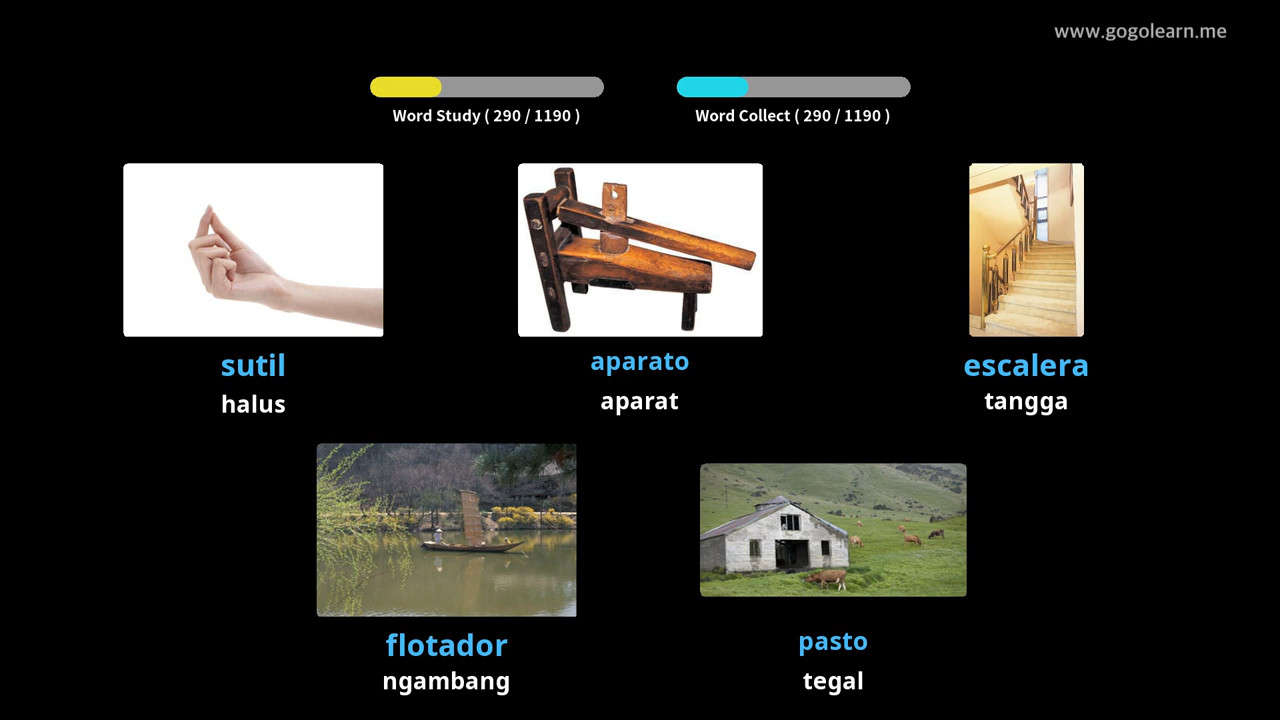 www.gogolearn.me
Word Study ( 290 / 1190 )
Word Collect ( 290 / 1190 )
sutil
halus
aparato
aparat
escalera
tangga
flotador
ngambang
pasto
tegal